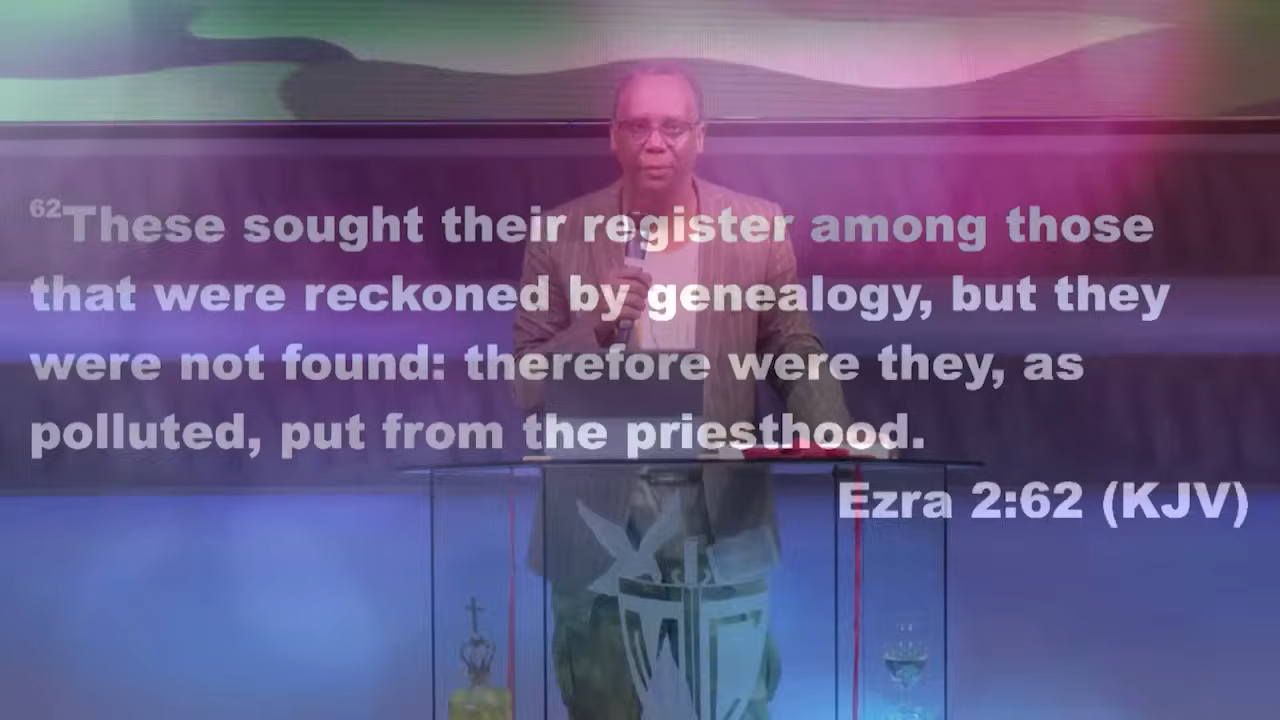 62These sought their register among those
that were reckoned by genealogy, but they
were not found: therefore were they, as
polluted, put from the priesthood.
Ezra 2:62 (KJV)